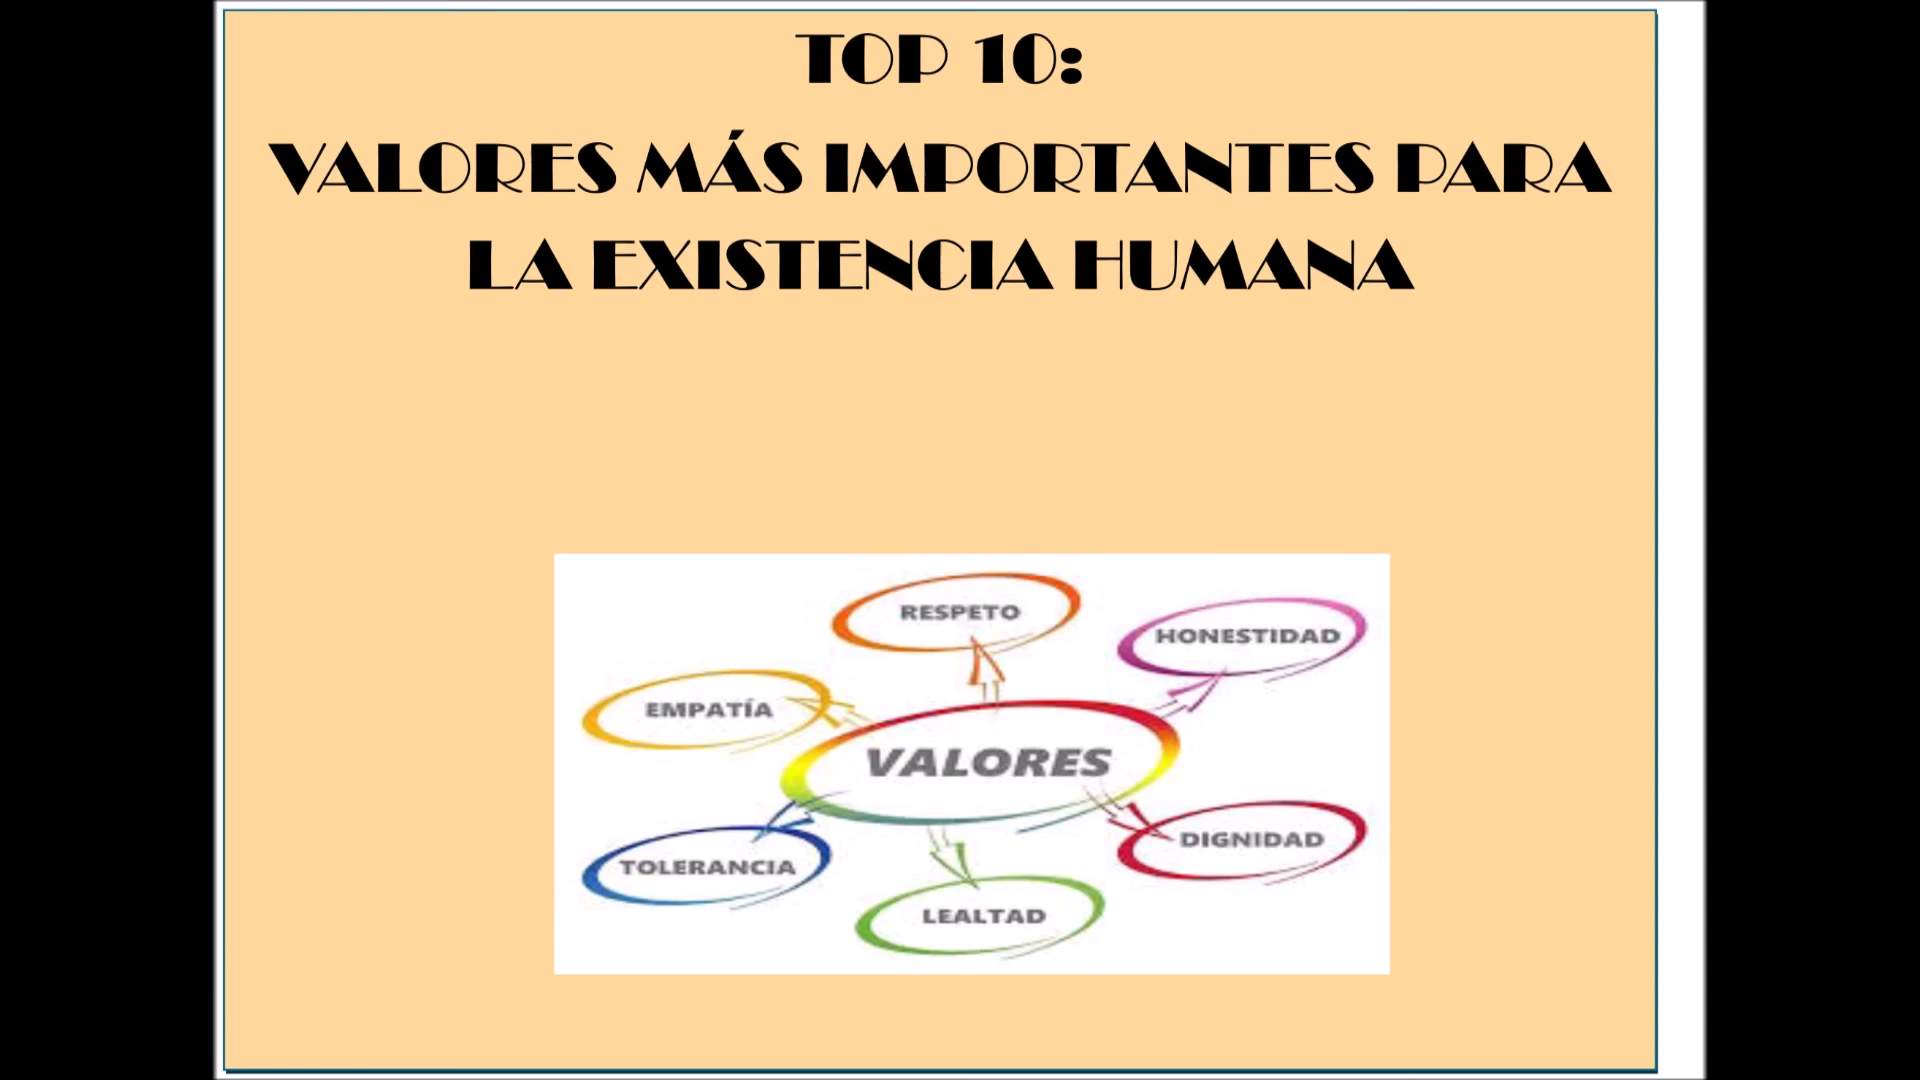 TOP 10:
VALORES MÁS IMPORTANTES PARA
LA EXISTENCIA HUMANA
RESPETO
HONESTIDAD
EMPATÍA
VALORES
DIGNIDAD
TOLERANCIA
LEALTAD